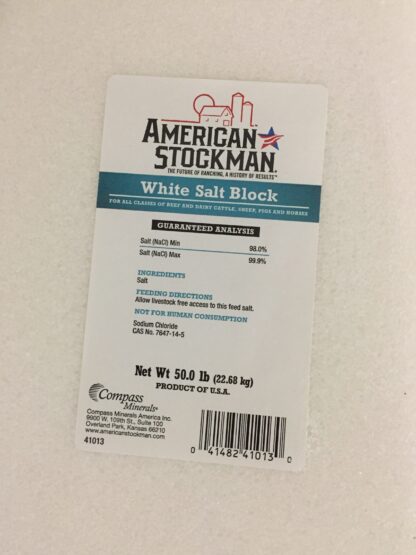 AMERICAN
STOCKMAN
THE FUTURE OF RANCHING, A HISTORY OF RESULTS™
White Salt Block
FOR ALL CLASSES OF BEEF AND DAIRY CATTLE, SHEEP, PIGS AND HORSES
GUARANTEED ANALYSIS
Salt (NaCl) Min 98.0%
Salt (NaCl) Max 99.9%
INGREDIENTS
Salt
FEEDING DIRECTIONS
Allow livestock free access to this feed salt.
NOT FOR HUMAN CONSUMPTION
Sodium Chloride
CAS No. 7647-14-5
Net Wt 50.0 lb (22.68 kg)
PRODUCT OF U.S.A.
Compass
Minerals®
Compass Minerals America Inc.
9900 W. 109th St., Suite 100
Overland Park, Kansas 66210
www.americanstockman.com
41013
0 41482 41013 0